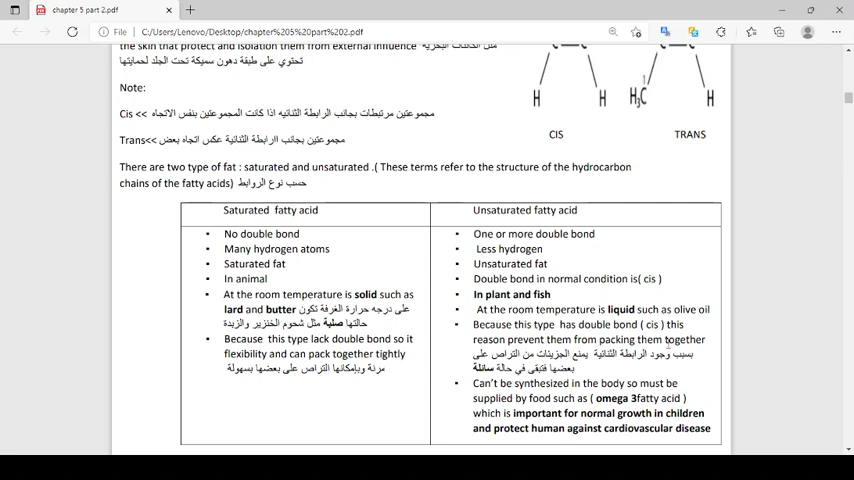 chapter 5 part 2.pdf
File
C:/Users/Lenovo/Desktop/chapter%205%20part%202.pdf
the skin that protect and isolation them from external influence مثل الكائنات البحرية
تحتوي على طبقة دهون سميكة تحت الجلد لحمايتها
Note:
Cis << مجموعتين مرتبطات بجانب الرابطة الثنائيه اذا كانت المجموعتين بنفس الاتجاه
Trans<< مجموعتين بجانب اارابطة الثنائية عكس اتجاه بعض
H H H₃C H
CIS TRANS
There are two type of fat : saturated and unsaturated .( These terms refer to the structure of the hydrocarbon
chains of the fatty acids) حسب نوع الروابط
Saturated fatty acid
▪ No double bond
▪ Many hydrogen atoms
▪ Saturated fat
▪ In animal
▪ At the room temperature is solid such as
lard and butter على درجه حرارة الغرفة تكون
حالتها صلبة مثل شحوم الخنزير والزبدة
▪ Because this type lack double bond so it
flexibility and can pack together tightly
مرنة وبإمكانها التراص على بعضها بسهولة
Unsaturated fatty acid
▪ One or more double bond
▪ Less hydrogen
▪ Unsaturated fat
▪ Double bond in normal condition is( cis )
▪ In plant and fish
▪ At the room temperature is liquid such as olive oil
▪ Because this type has double bond ( cis ) this
reason prevent them from packing them together
بسبب وجود الرابطة الثنائية يمنع الجزيئات من التراص على
بعضها فتبقى في حالة سائلة
▪ Can't be synthesized in the body so must be
supplied by food such as ( omega 3fatty acid )
which is important for normal growth in children
and protect human against cardiovascular disease